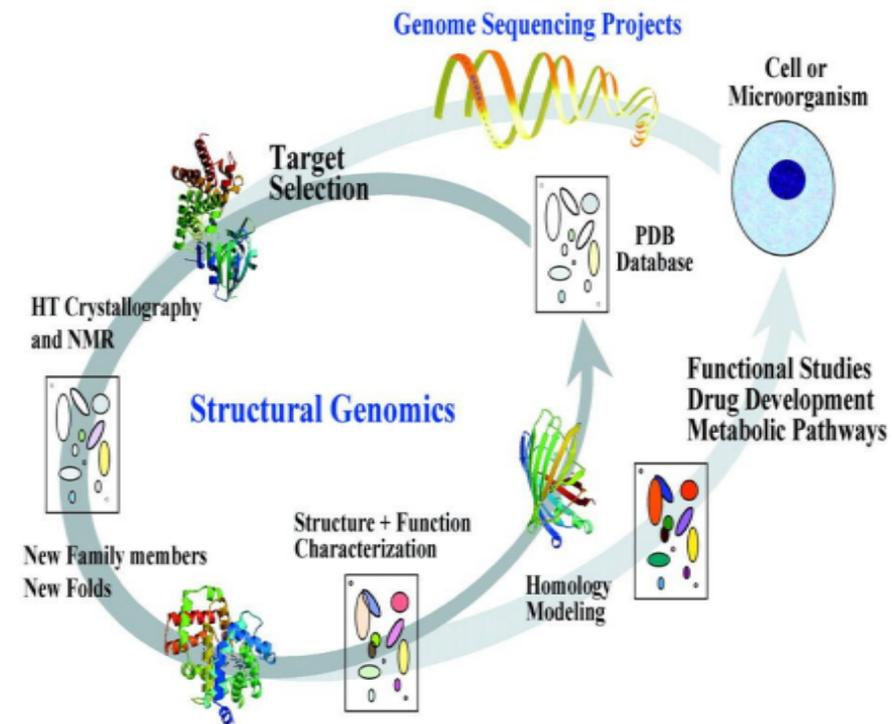 Genome Sequencing Projects
Cell or
Microorganism
Target
Selection
PDB
Database
HT Crystallography
and NMR
Structural Genomics
Functional Studies
Drug Development
Metabolic Pathways
New Family members
New Folds
Structure + Function
Characterization
Homology
Modeling